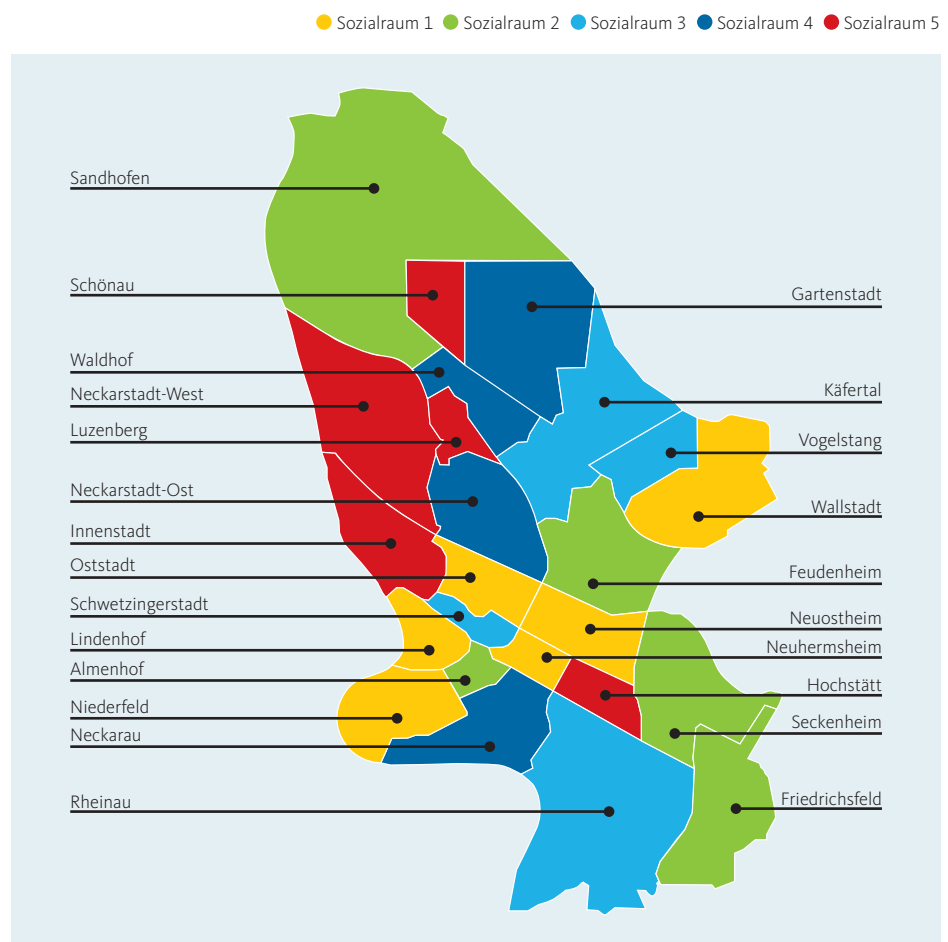 Sozialraum 1 Sozialraum 2 Sozialraum 3 Sozialraum 4 Sozialraum 5
Sandhofen
Schönau
Waldhof
Neckarstadt-West
Luzenberg
Neckarstadt-Ost
Innenstadt
Oststadt
Schwetzingerstadt
Lindenhof
Almenhof
Niederfeld
Neckarau
Rheinau
Gartenstadt
Käfertal
Vogelstang
Wallstadt
Feudenheim
Neuostheim
Neuhermsheim
Hochstätt
Seckenheim
Friedrichsfeld